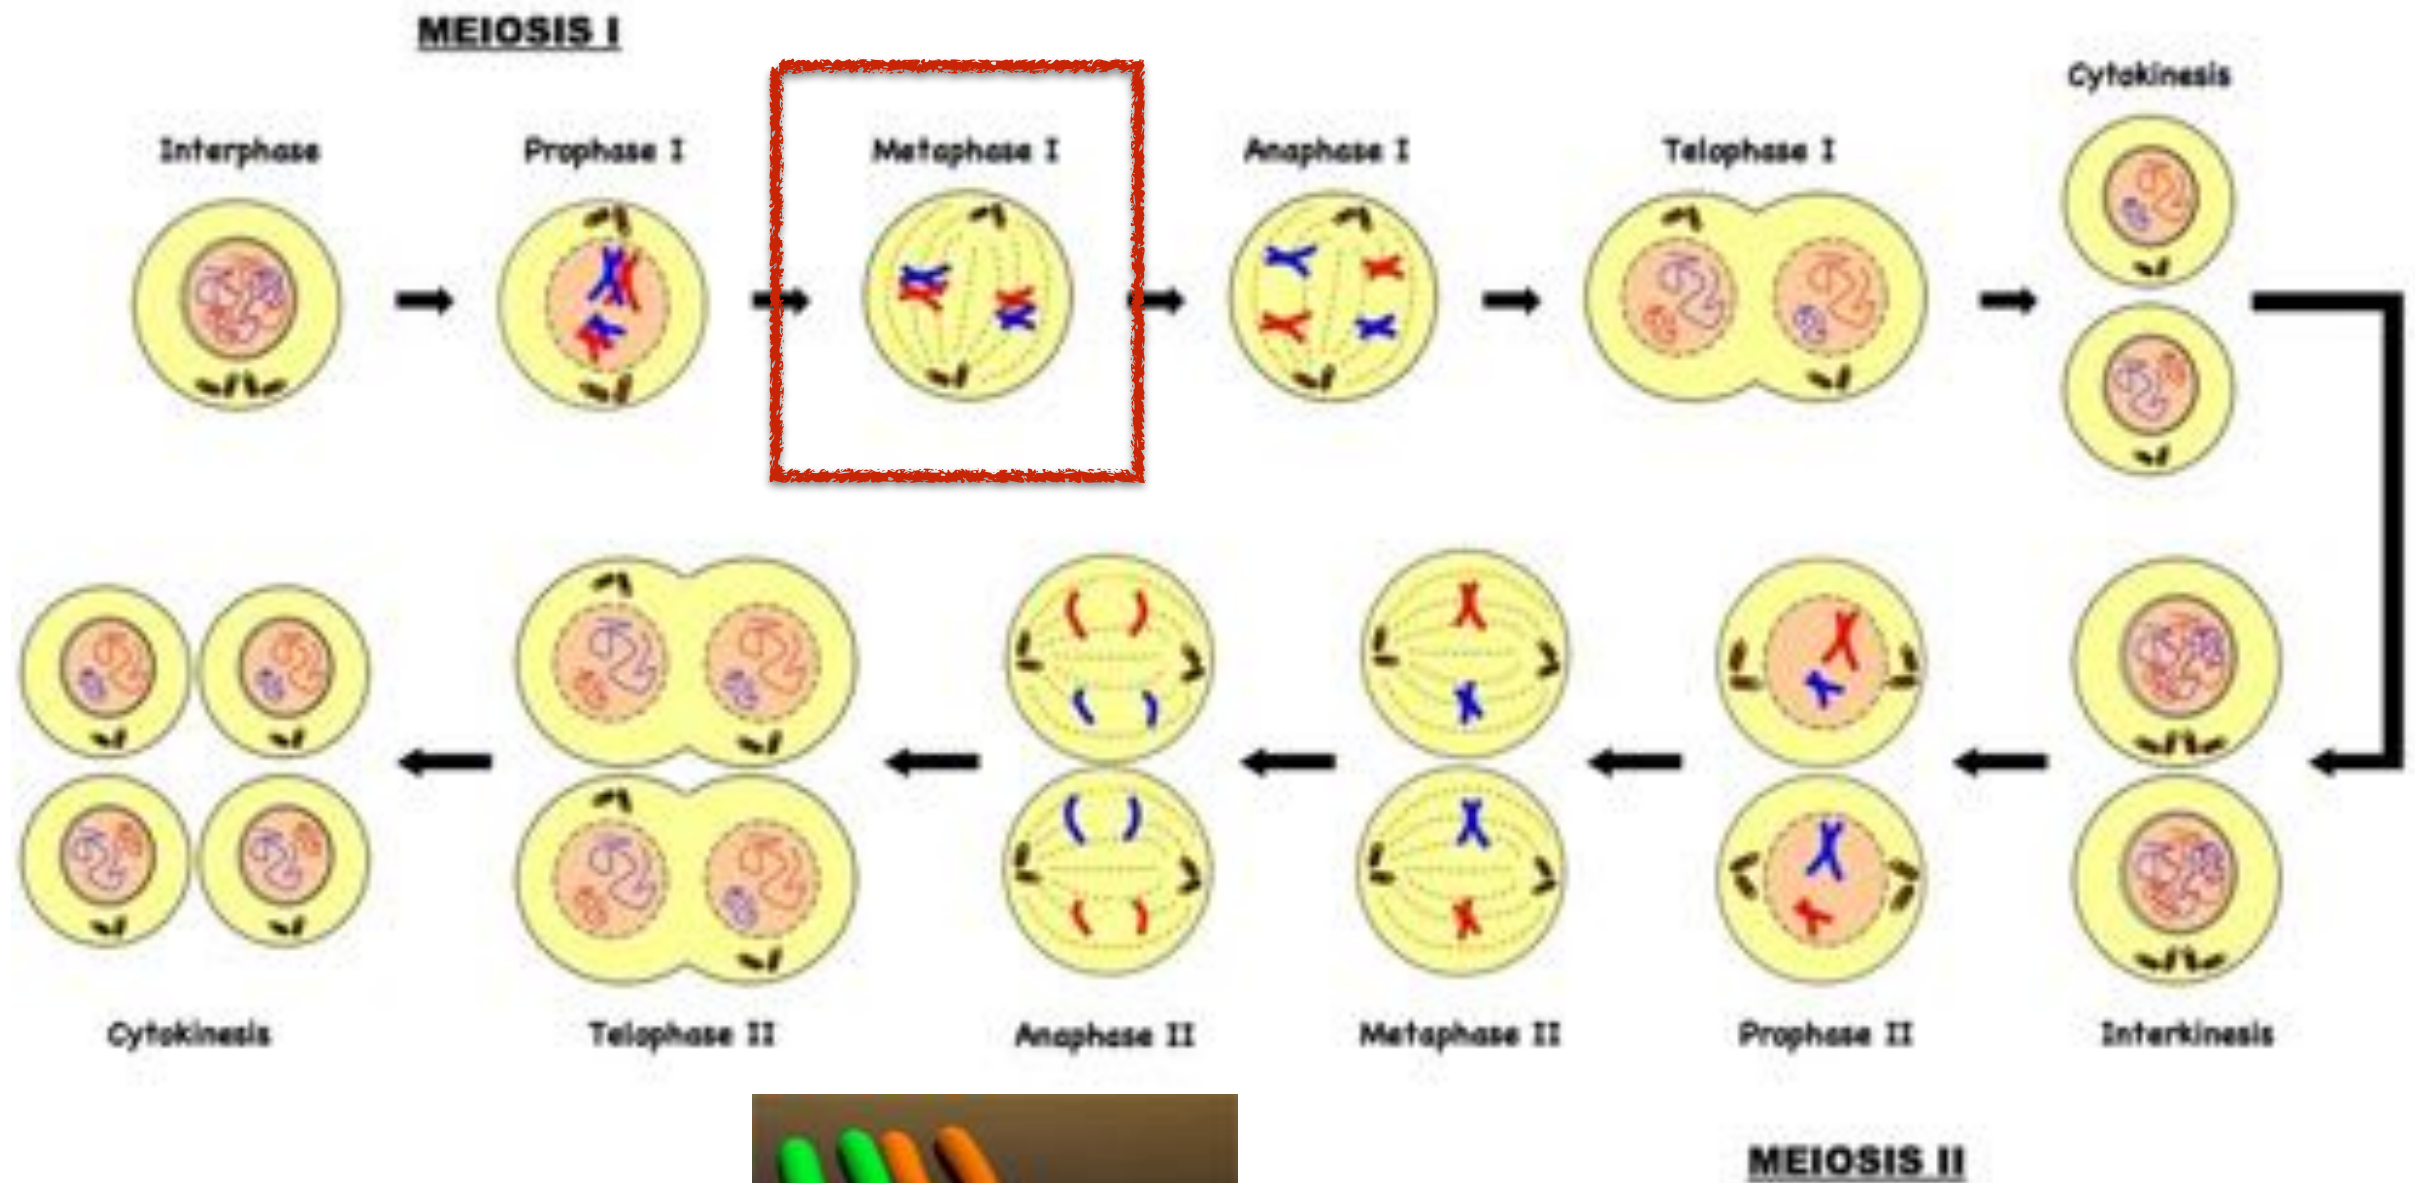 MEIOSIS I
Cytokinesis
Interphase
Prophase I
Metaphase I
Anaphase I
Telophase I
Cytokinesis
Telophase II
Anaphase II
Metaphase II
Prophase II
Interkinesis
MEIOSIS II